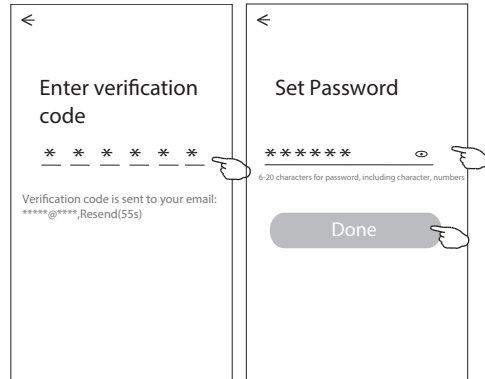 Enter verification
code
* * * * * *
Verification code is sent to your email:
*****@****,Resend(55s)
Set Password
******
6-20 characters for password, including character, numbers
Done